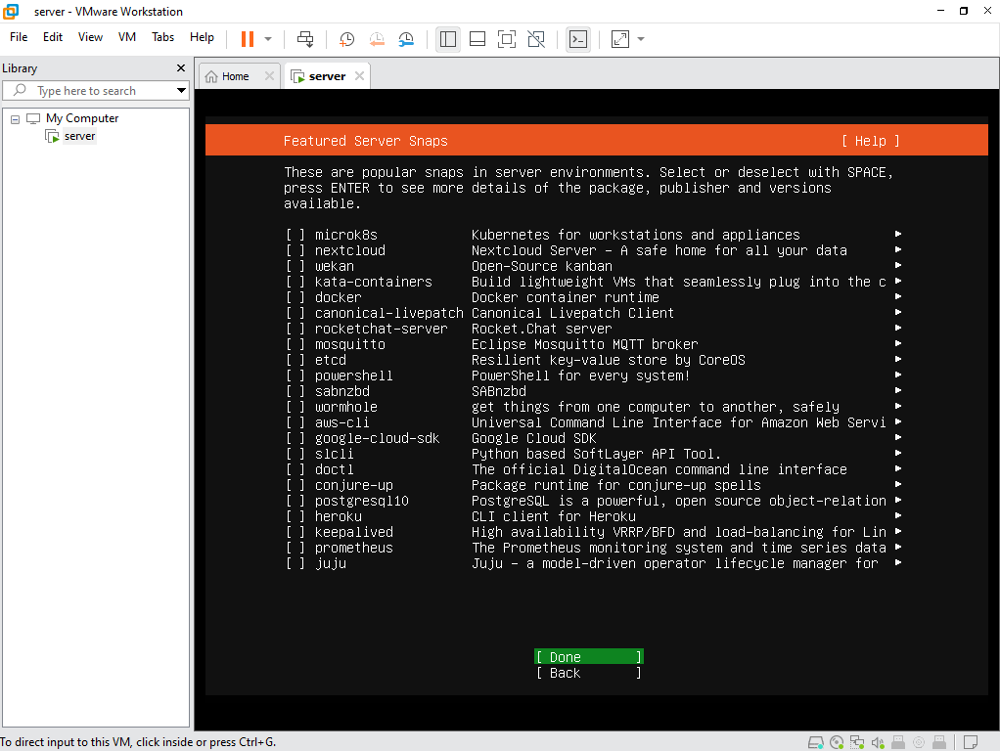 server - VMware Workstation
File Edit View VM Tabs Help
Library
Type here to search
My Computer
server
Home
server
Featured Server Snaps [ Help ]
These are popular snaps in server environments. Select or deselect with SPACE,
press ENTER to see more details of the package, publisher and versions
available.
[ ] microk8s Kubernetes for workstations and appliances
[ ] nextcloud Nextcloud Server - A safe home for all your data
[ ] wekan Open-Source kanban
[ ] kata-containers Build lightweight VMs that seamlessly plug into the c
[ ] docker Docker container runtime
[ ] canonical-livepatch Canonical Livepatch Client
[ ] rocketchat-server Rocket.Chat server
[ ] mosquitto Eclipse Mosquitto MQTT broker
[ ] etcd Resilient key-value store by CoreOS
[ ] powershell PowerShell for every system!
[ ] sabnzbd SABnzbd
[ ] wormhole get things from one computer to another, safely
[ ] aws-cli Universal Command Line Interface for Amazon Web Servi
[ ] google-cloud-sdk Google Cloud SDK
[ ] slcli Python based SoftLayer API Tool.
[ ] doctl The official DigitalOcean command line interface
[ ] conjure-up Package runtime for conjure-up spells
[ ] postgresql10 PostgreSQL is a powerful, open source object-relation
[ ] heroku CLI client for Heroku
[ ] keepalived High availability VRRP/BFD and load-balancing for Lin
[ ] prometheus The Prometheus monitoring system and time series data
[ ] juju Juju - a model-driven operator lifecycle manager for
[ Done ]
[ Back ]
To direct input to this VM, click inside or press Ctrl+G.